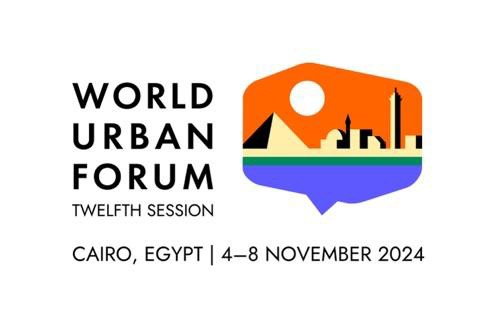 WORLD
URBAN
FORUM
TWELFTH SESSION
CAIRO, EGYPT | 4–8 NOVEMBER 2024